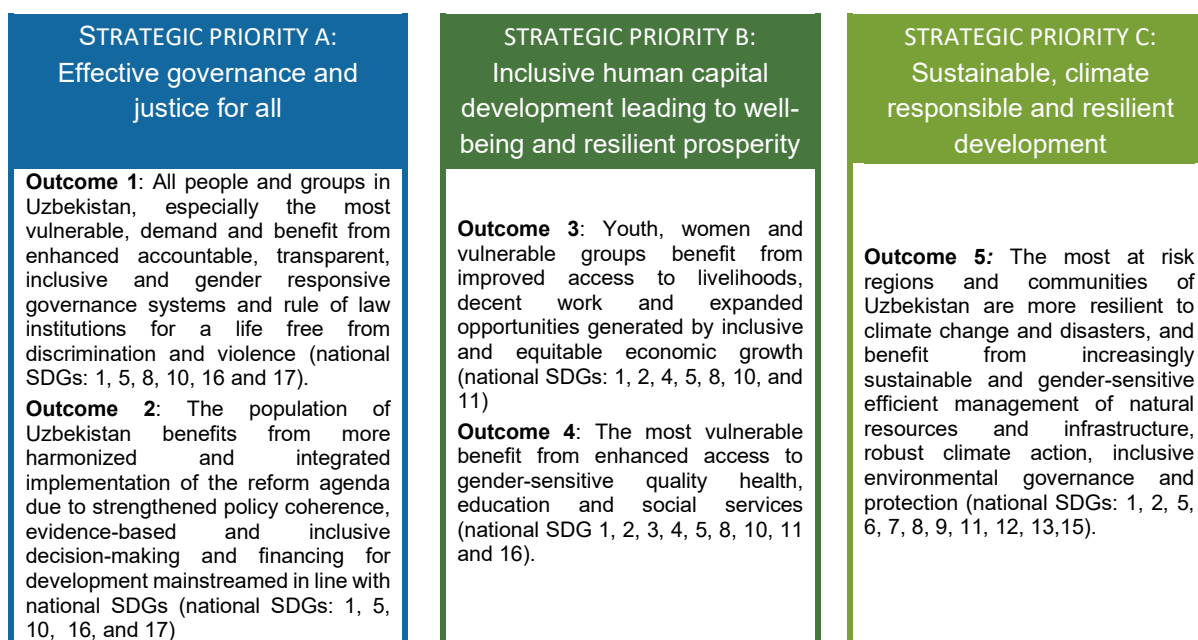 STRATEGIC PRIORITY A:
Effective governance and
justice for all
Outcome 1: All people and groups in
Uzbekistan, especially the most
vulnerable, demand and benefit from
enhanced accountable, transparent,
inclusive and gender responsive
governance systems and rule of law
institutions for a life free from
discrimination and violence (national
SDGs: 1, 5, 8, 10, 16 and 17).
Outcome 2: The population of
Uzbekistan benefits from more
harmonized and integrated
implementation of the reform agenda
due to strengthened policy coherence,
evidence-based and inclusive
decision-making and financing for
development mainstreamed in line with
national SDGs (national SDGs: 1, 5,
10, 16, and 17)
STRATEGIC PRIORITY B:
Inclusive human capital
development leading to well-
being and resilient prosperity
Outcome 3: Youth, women and
vulnerable groups benefit from
improved access to livelihoods,
decent work and expanded
opportunities generated by inclusive
and equitable economic growth
(national SDGs: 1, 2, 4, 5, 8, 10, and
11)
Outcome 4: The most vulnerable
benefit from enhanced access to
gender-sensitive quality health,
education and social services
(national SDG 1, 2, 3, 4, 5, 8, 10, 11
and 16).
STRATEGIC PRIORITY C:
Sustainable, climate
responsible and resilient
development
Outcome 5: The most at risk
regions and communities of
Uzbekistan are more resilient to
climate change and disasters, and
benefit from increasingly
sustainable and gender-sensitive
efficient management of natural
resources and infrastructure,
robust climate action, inclusive
environmental governance and
protection (national SDGs: 1, 2, 5,
6, 7, 8, 9, 11, 12, 13,15).